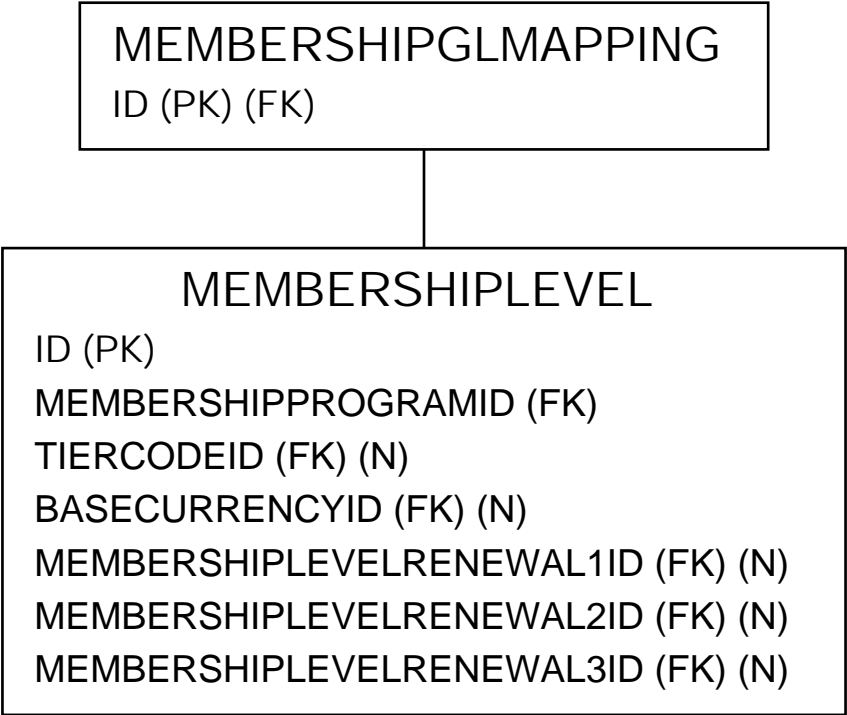 MEMBERSHIPGLMAPPING
ID (PK) (FK)
MEMBERSHIPLEVEL
ID (PK)
MEMBERSHIPPROGRAMID (FK)
TIERCODEID (FK) (N)
BASECURRENCYID (FK) (N)
MEMBERSHIPLEVELRENEWAL1ID (FK) (N)
MEMBERSHIPLEVELRENEWAL2ID (FK) (N)
MEMBERSHIPLEVELRENEWAL3ID (FK) (N)